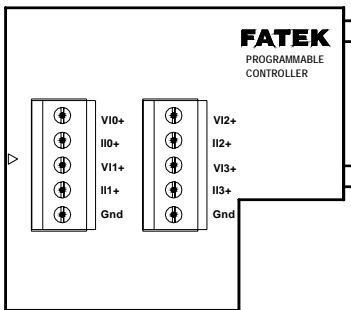 FATEK
PROGRAMMABLE
CONTROLLER
VI0+
II0+
VI1+
II1+
Gnd
VI2+
II2+
VI3+
II3+
Gnd